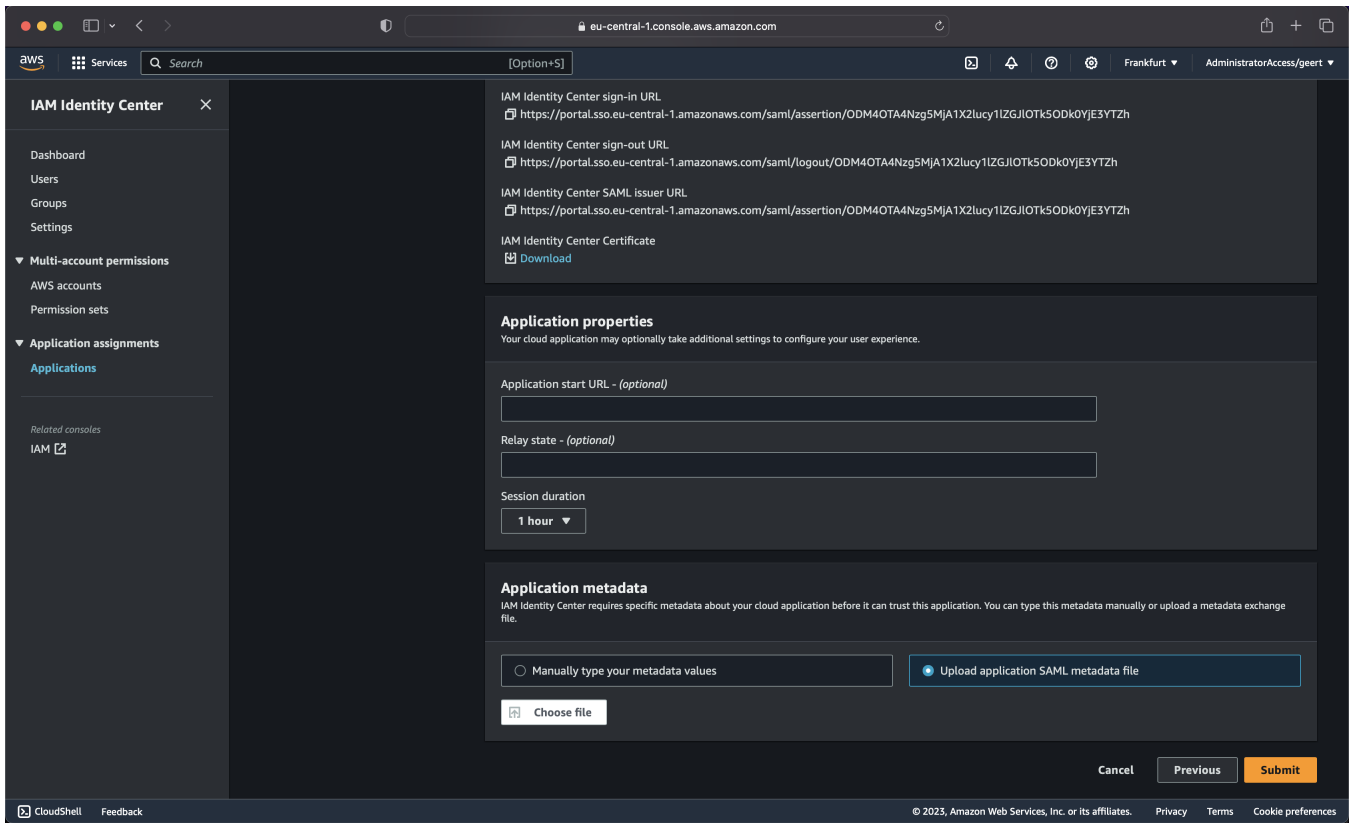 eu-central-1.console.aws.amazon.com
aws
Services
Search
[Option+S]
Frankfurt
AdministratorAccess/geert
IAM Identity Center
Dashboard
Users
Groups
Settings
Multi-account permissions
AWS accounts
Permission sets
Application assignments
Applications
Related consoles
IAM
IAM Identity Center sign-in URL
https://portal.sso.eu-central-1.amazonaws.com/saml/assertion/ODM4OTA4Nzg5MjA1X2lucy1lZGJlOTk5ODk0YjE3YTZh
IAM Identity Center sign-out URL
https://portal.sso.eu-central-1.amazonaws.com/saml/logout/ODM4OTA4Nzg5MjA1X2lucy1lZGJlOTk5ODk0YjE3YTZh
IAM Identity Center SAML issuer URL
https://portal.sso.eu-central-1.amazonaws.com/saml/assertion/ODM4OTA4Nzg5MjA1X2lucy1lZGJlOTk5ODk0YjE3YTZh
IAM Identity Center Certificate
Download
Application properties
Your cloud application may optionally take additional settings to configure your user experience.
Application start URL - (optional)
Relay state - (optional)
Session duration
1 hour
Application metadata
IAM Identity Center requires specific metadata about your cloud application before it can trust this application. You can type this metadata manually or upload a metadata exchange
file.
Manually type your metadata values
Upload application SAML metadata file
Choose file
Cancel
Previous
Submit
CloudShell
Feedback
© 2023, Amazon Web Services, Inc. or its affiliates.
Privacy
Terms
Cookie preferences